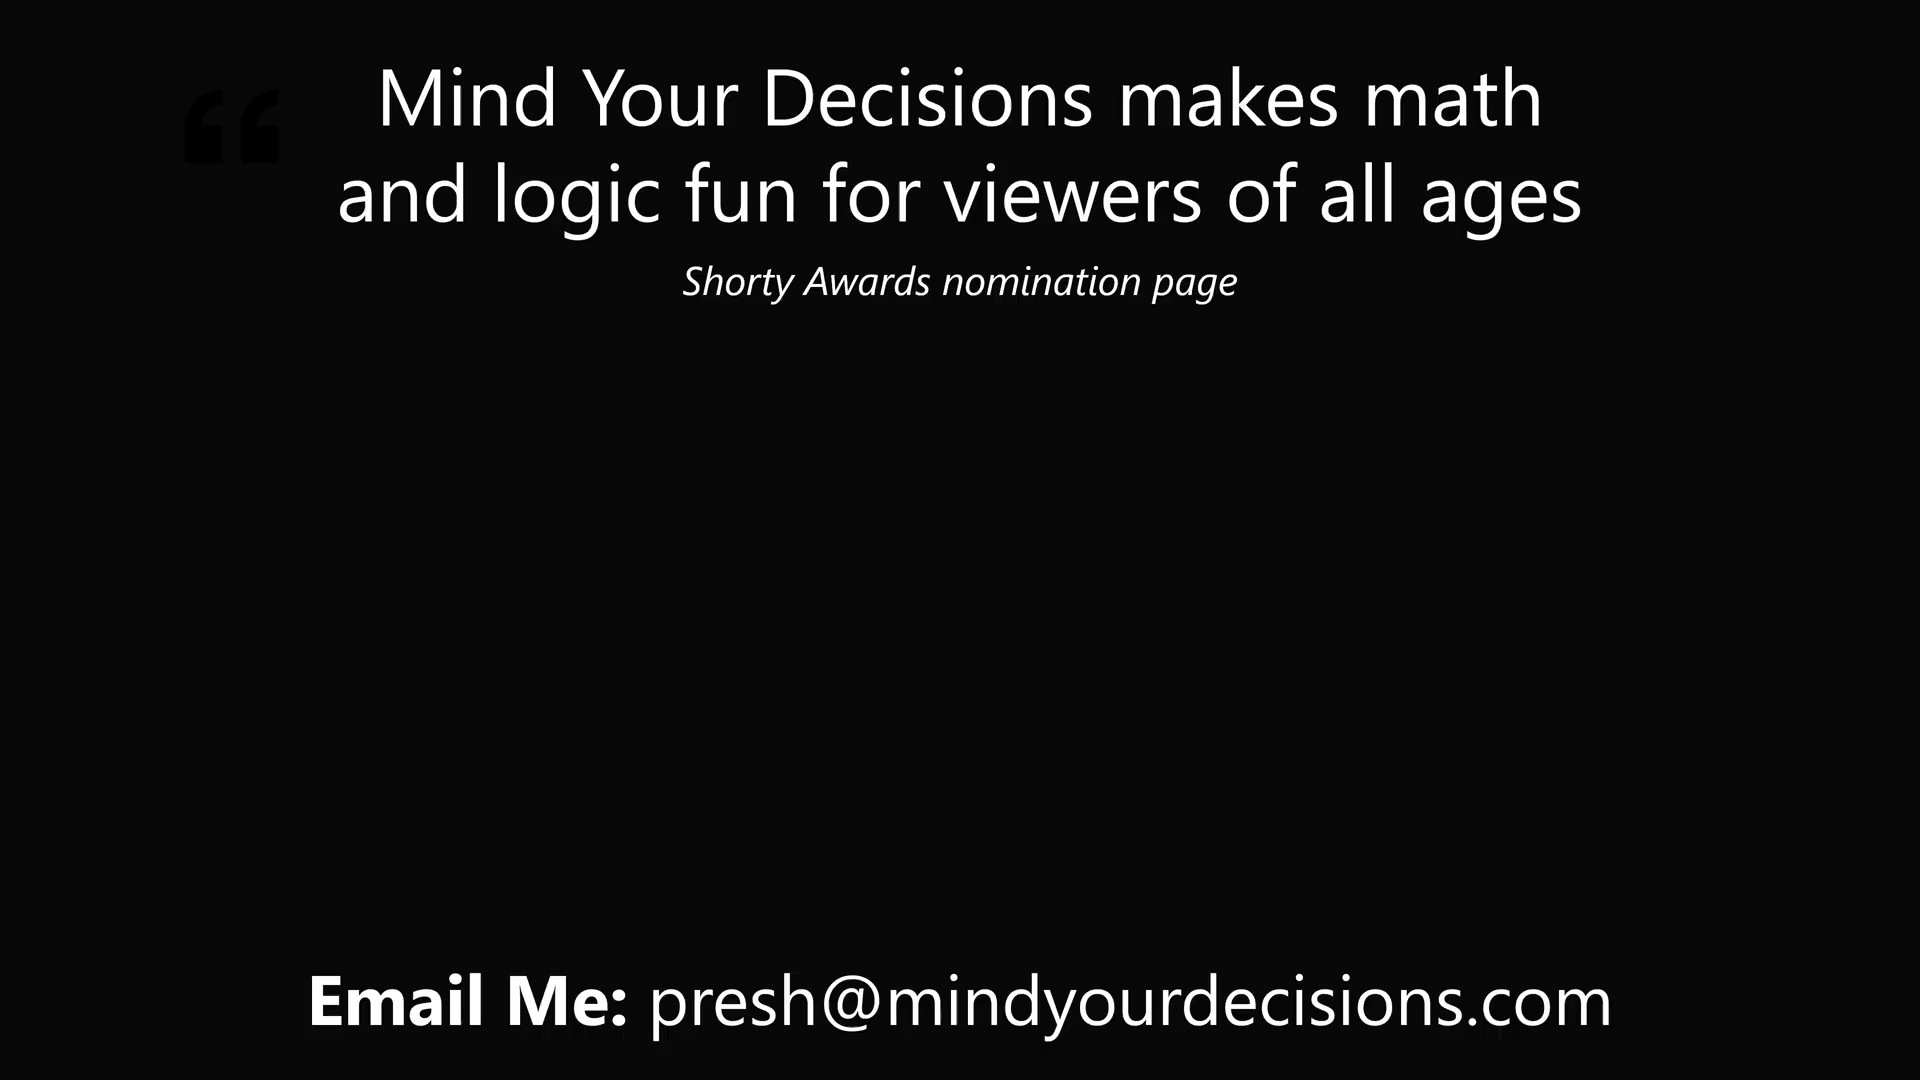 “
Mind Your Decisions makes math
and logic fun for viewers of all ages
Shorty Awards nomination page
Email Me: presh@mindyourdecisions.com